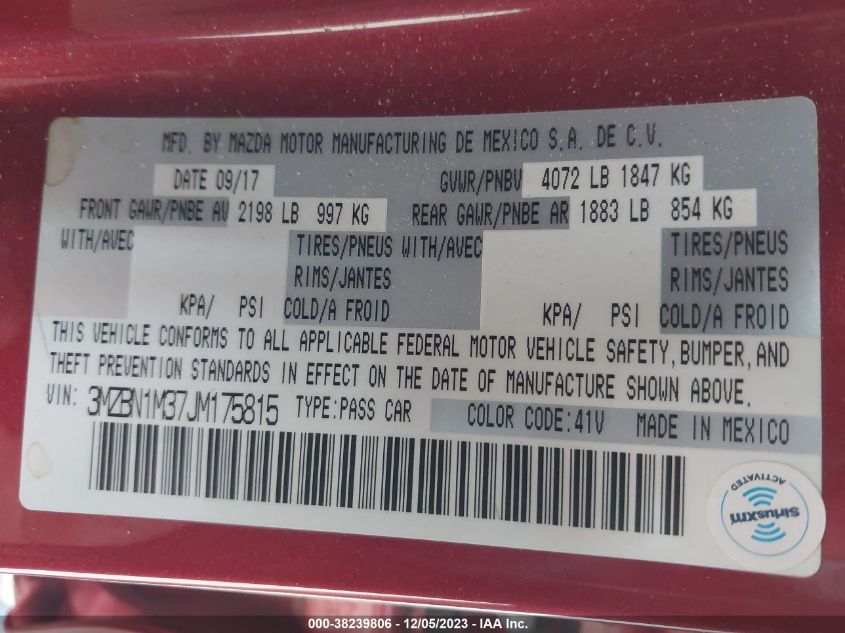 MFD. BY MAZDA MOTOR MANUFACTURING DE MEXICO S.A. DE C.V.
DATE 09/17 GVWR/PNBV 4072 LB 1847 KG
FRONT GAWR/PNBE AV 2198 LB 997 KG REAR GAWR/PNBE AR 1883 LB 854 KG
WITH/AVEC TIRES/PNEUS WITH/AVEC TIRES/PNEUS
RIMS/JANTES RIMS/JANTES
KPA/ PSI COLD/A FROID KPA/ PSI COLD/A FROID
THIS VEHICLE CONFORMS TO ALL APPLICABLE FEDERAL MOTOR VEHICLE SAFETY, BUMPER, AND
THEFT PREVENTION STANDARDS IN EFFECT ON THE DATE OF MANUFACTURE SHOWN ABOVE.
VIN: 3MZBN1M37JM175815 TYPE:PASS CAR COLOR CODE:41V MADE IN MEXICO
ACTIVATED
siriusxm
000-38239806 - 12/05/2023 - IAA Inc.